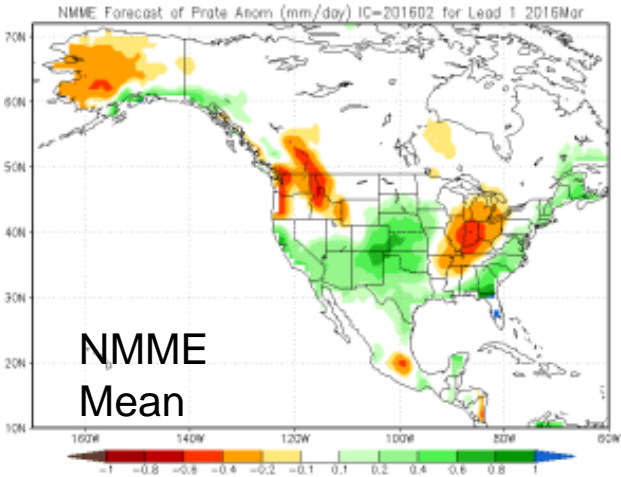 NMME Forecast of Prate Anom (mm/day) IC=201602 for Lead 1 2016Mar
70N
60N
50N
40N
30N
20N
10N
NMME
Mean
160W 140W 120W 100W 80W 60W
-1 -0.8 -0.6 -0.4 -0.2 -0.1 0.1 0.2 0.4 0.6 0.8 1